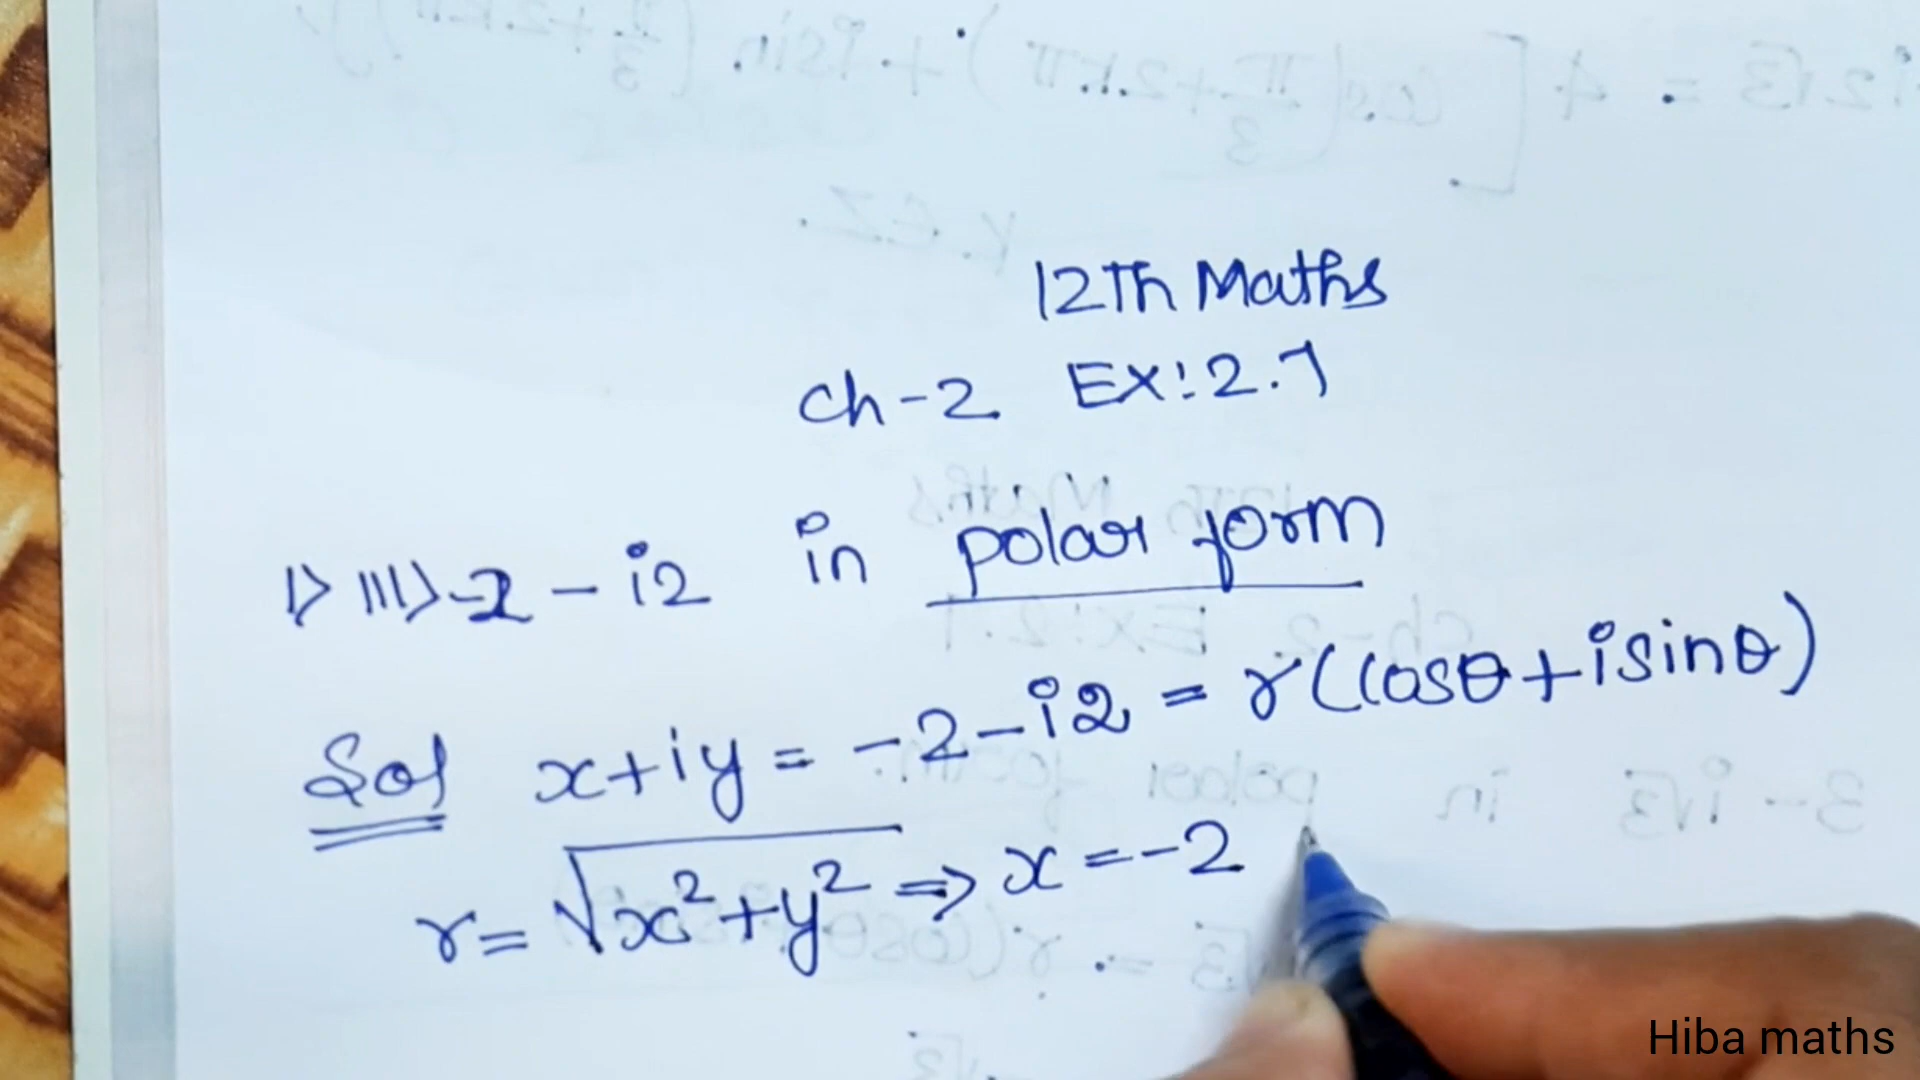 12Th Maths
Ch-2 Ex: 2.7
1> III> -2 - i2 in polar form
Sol x+iy = -2-i2 = r(cosθ+isinθ)
r= √x²+y² ⇒ x = -2
Hiba maths